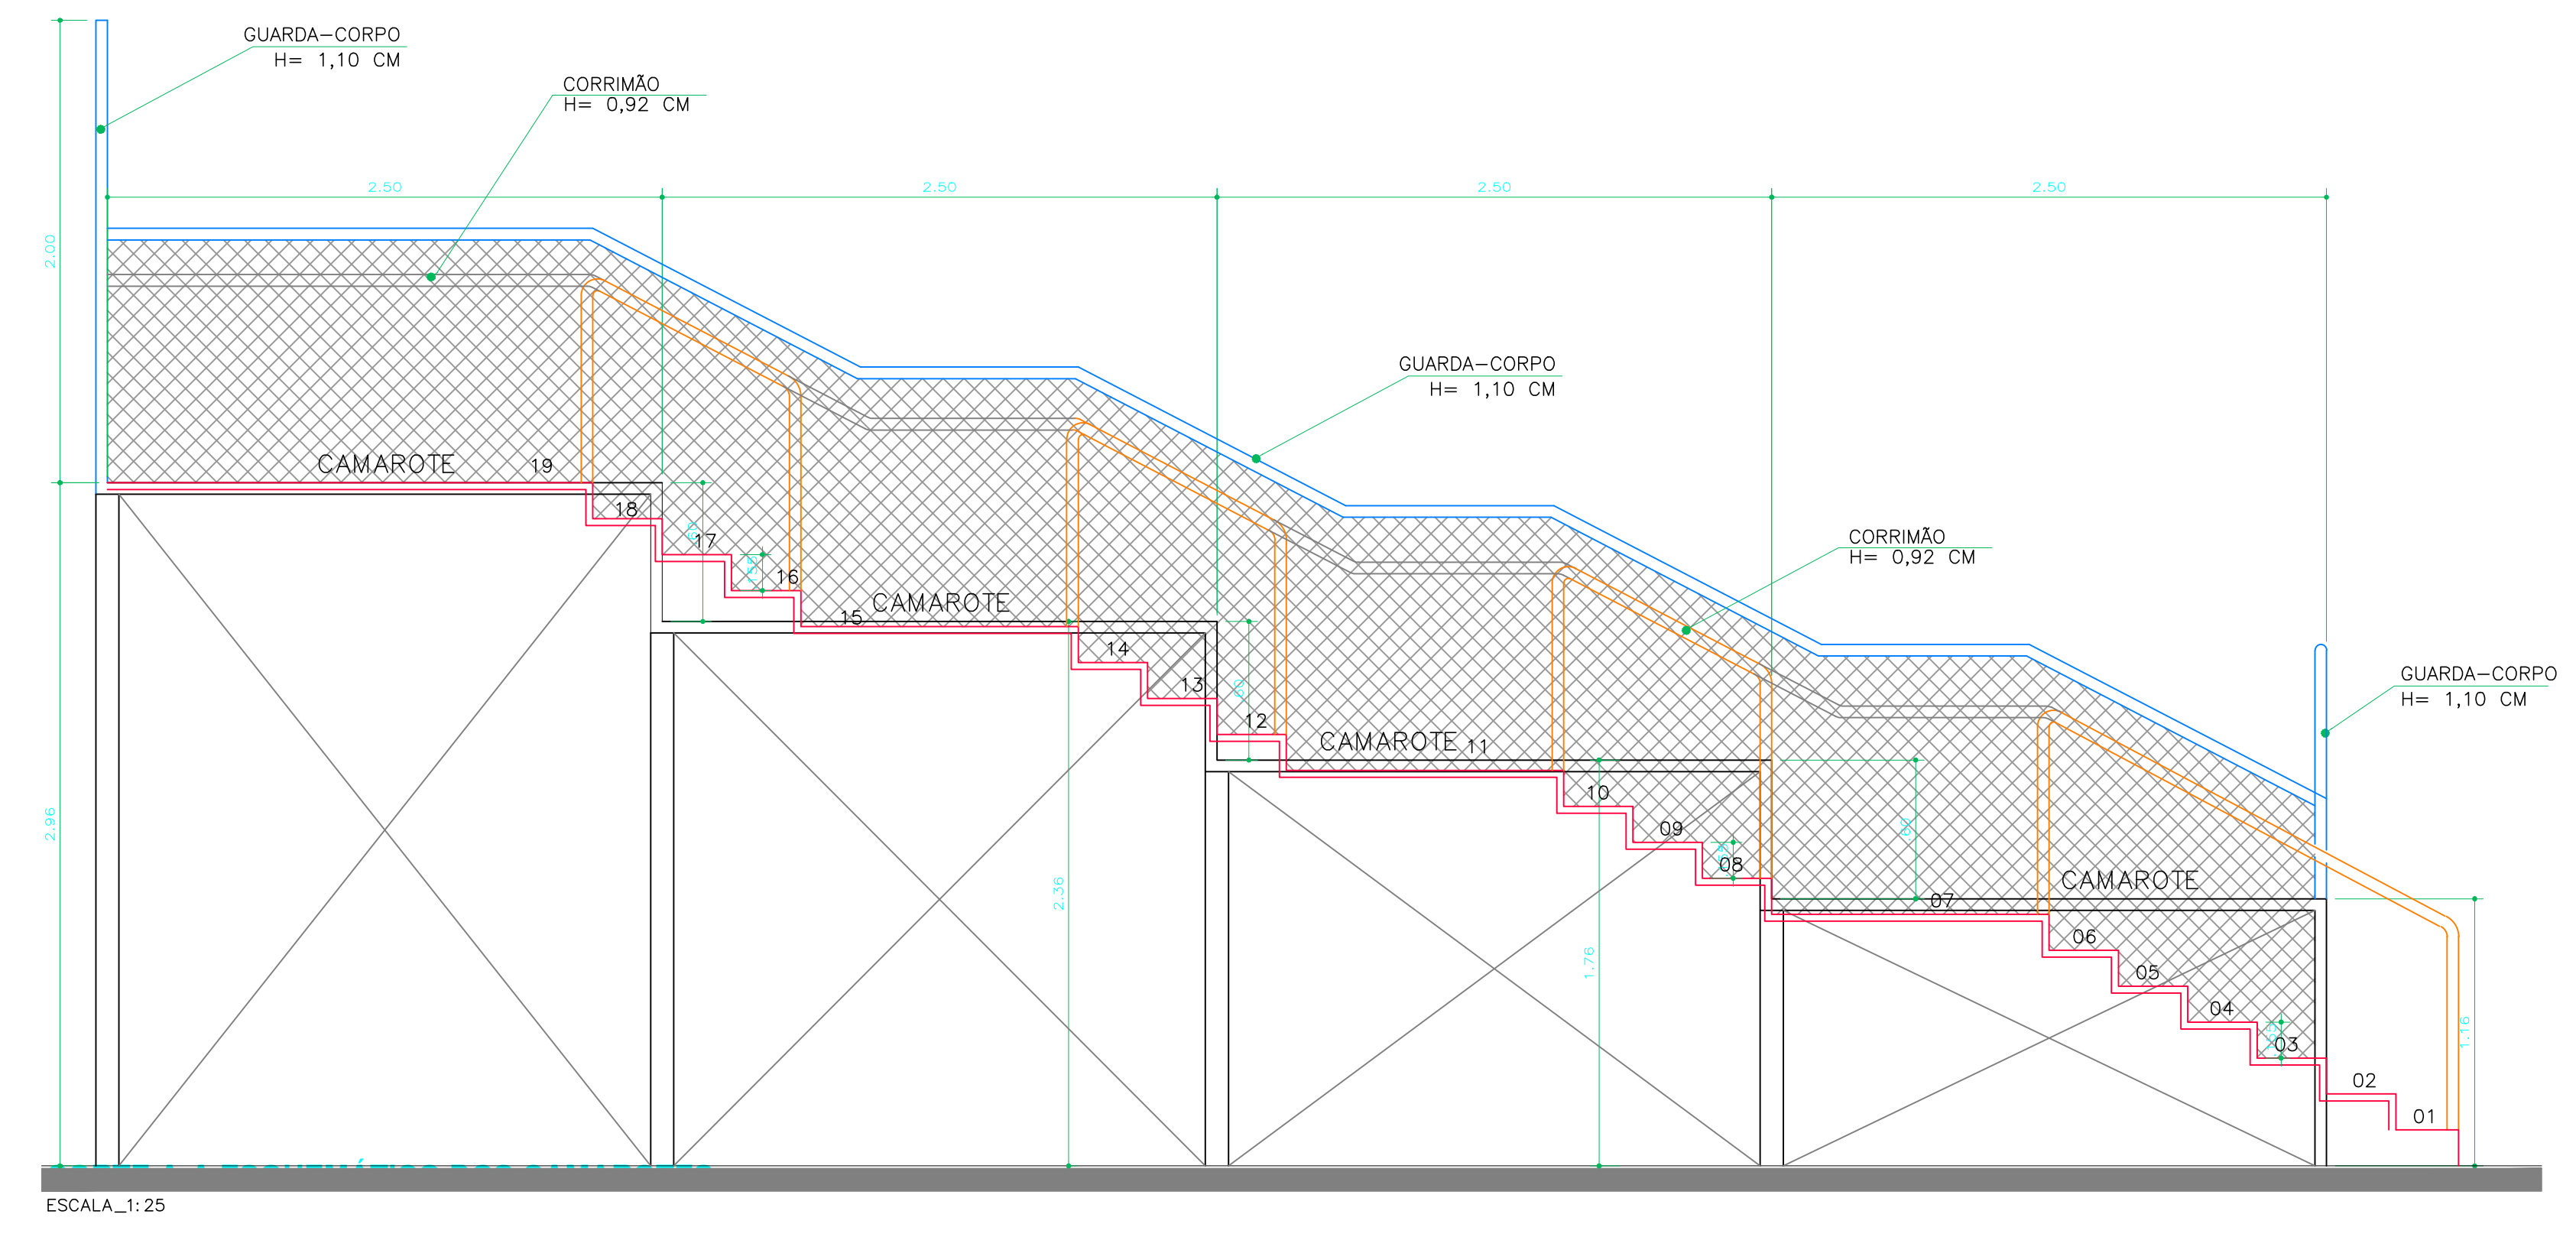 GUARDA-CORPO
H= 1,10 CM
CORRIMÃO
H= 0,92 CM
2.50
2.50
2.50
2.50
2.00
GUARDA-CORPO
H= 1,10 CM
CAMAROTE
19
18
17
.60
16
CORRIMÃO
H= 0,92 CM
CAMAROTE
15
14
13
.60
12
CAMAROTE
11
GUARDA-CORPO
H= 1,10 CM
10
09
08
.60
2.96
2.36
1.76
CAMAROTE
07
06
05
04
03
1,16
02
01
ESCALA_1:25